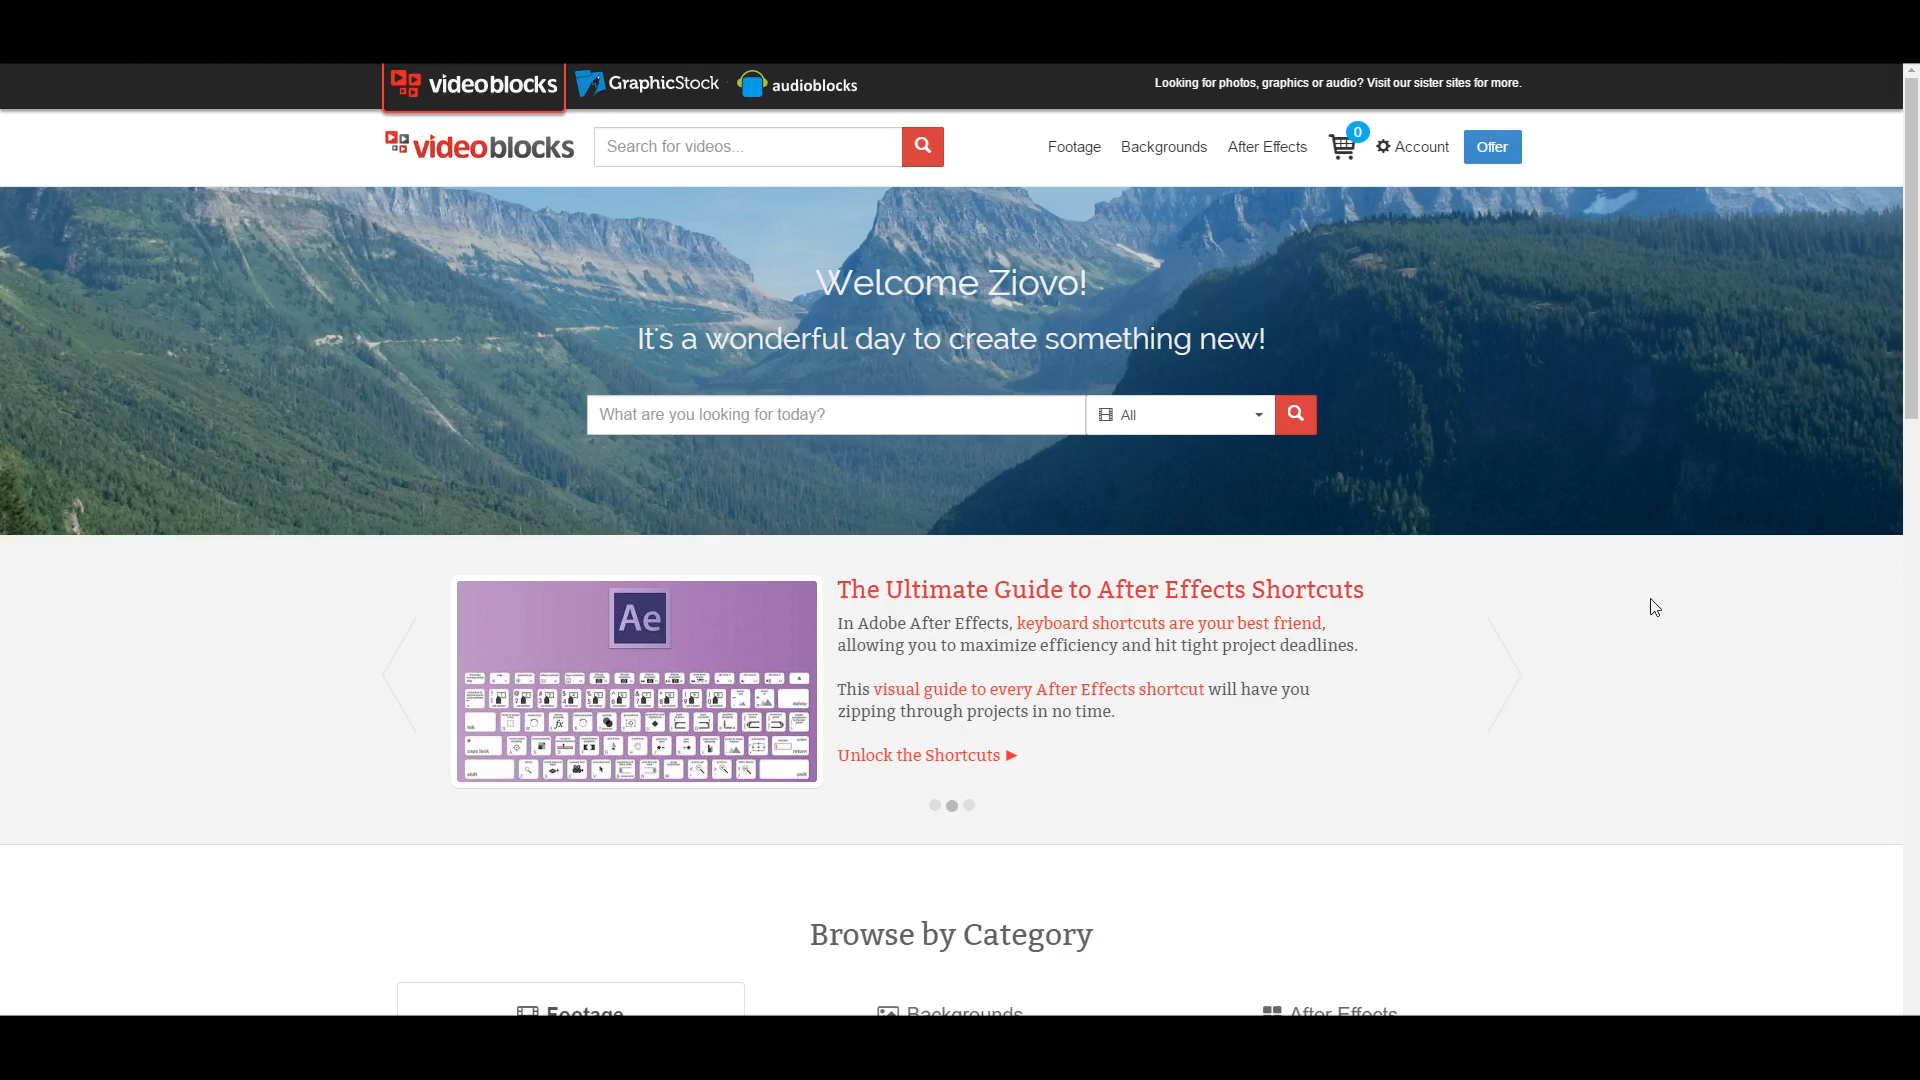 videoblocks GraphicStock audioblocks Looking for photos, graphics or audio? Visit our sister sites for more.
videoblocks Search for videos... Footage Backgrounds After Effects 0 Account Offer
Welcome Ziovo!
It's a wonderful day to create something new!
What are you looking for today? All
Ae
The Ultimate Guide to After Effects Shortcuts
In Adobe After Effects, keyboard shortcuts are your best friend,
allowing you to maximize efficiency and hit tight project deadlines.
This visual guide to every After Effects shortcut will have you
zipping through projects in no time.
Unlock the Shortcuts ►
Browse by Category
Footage Backgrounds After Effects